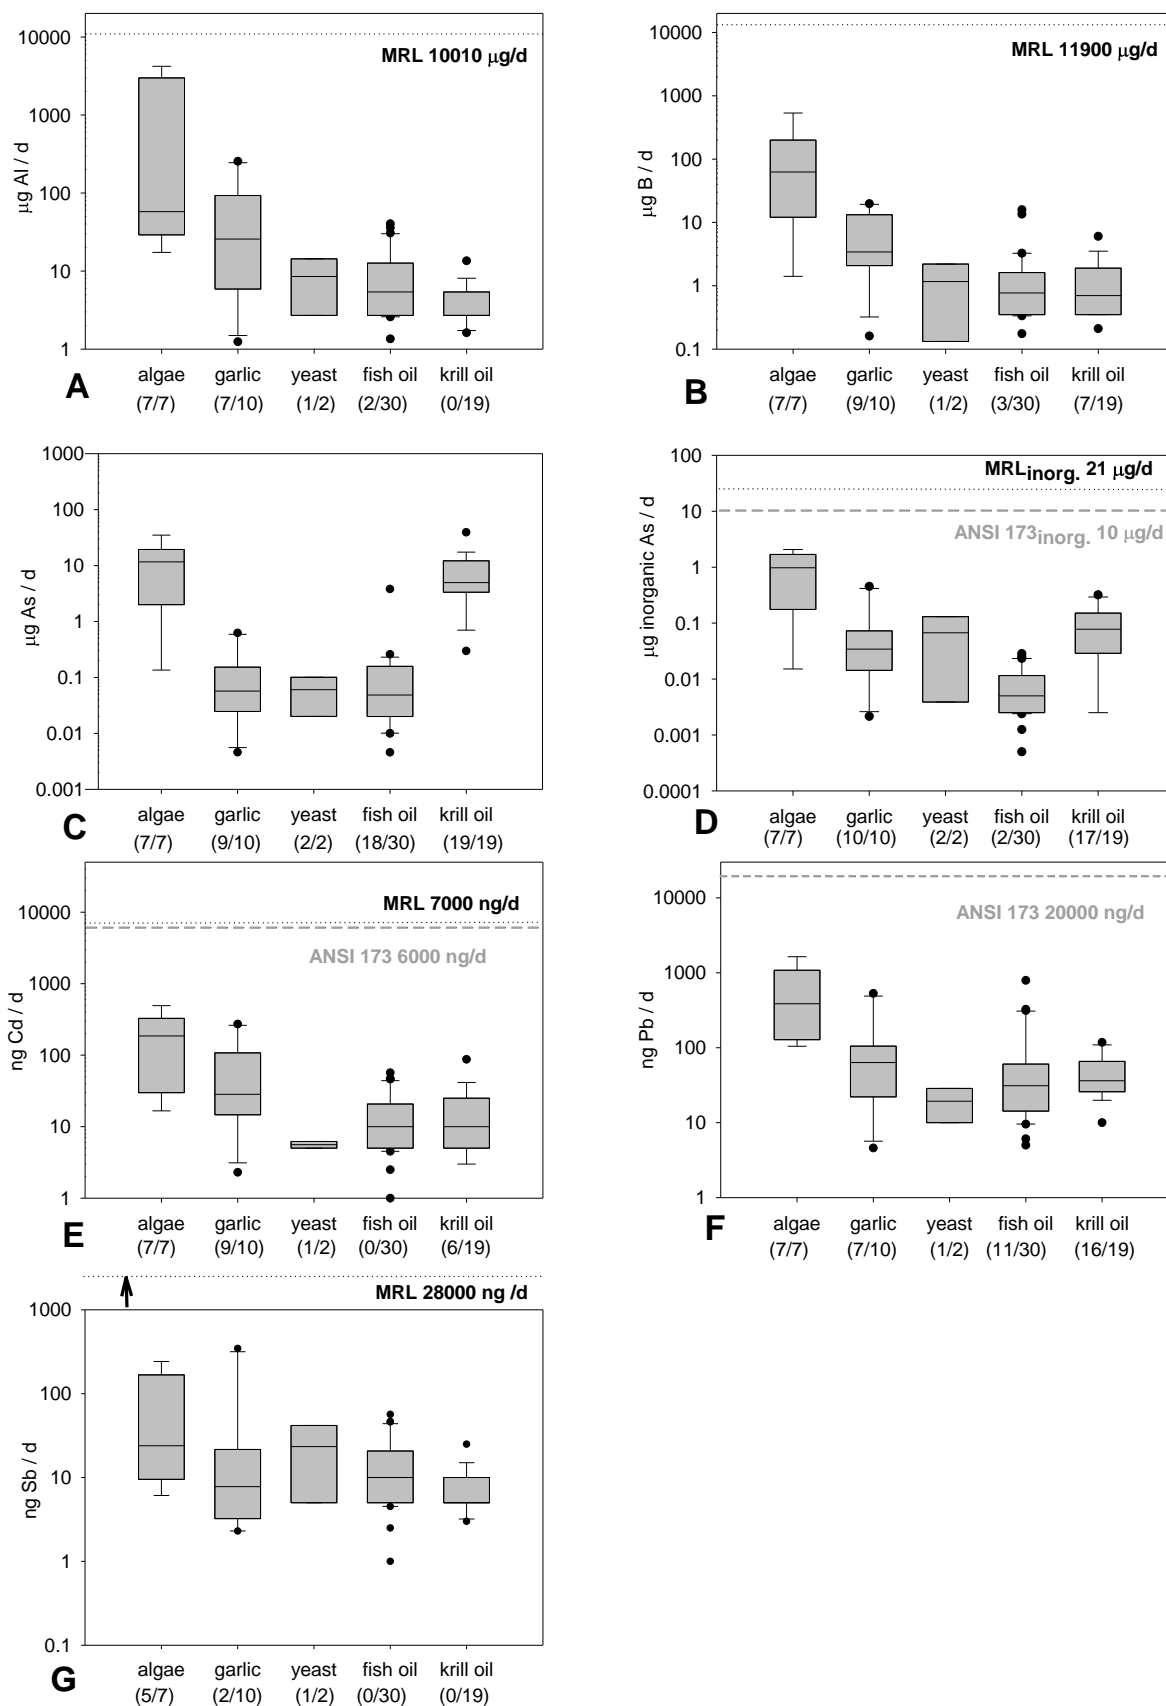 10000
1000
100
10
1
µg Al / d
MRL 10010 µg/d
A
algae garlic yeast fish oil krill oil
(7/7) (7/10) (1/2) (2/30) (0/19)
10000
1000
100
10
1
0.1
µg B / d
MRL 11900 µg/d
B
algae garlic yeast fish oil krill oil
(7/7) (9/10) (1/2) (3/30) (7/19)
1000
100
10
1
0.1
0.01
0.001
µg As / d
C
algae garlic yeast fish oil krill oil
(7/7) (9/10) (2/2) (18/30) (19/19)
100
10
1
0.1
0.01
0.001
0.0001
µg inorganic As / d
MRLinorg. 21 µg/d
ANSI 173inorg. 10 µg/d
D
algae garlic yeast fish oil krill oil
(7/7) (10/10) (2/2) (2/30) (17/19)
10000
1000
100
10
1
ng Cd / d
MRL 7000 ng/d
ANSI 173 6000 ng/d
E
algae garlic yeast fish oil krill oil
(7/7) (9/10) (1/2) (0/30) (6/19)
10000
1000
100
10
1
ng Pb / d
ANSI 173 20000 ng/d
F
algae garlic yeast fish oil krill oil
(7/7) (7/10) (1/2) (11/30) (16/19)
MRL 28000 ng /d
1000
100
10
1
0.1
ng Sb / d
G
algae garlic yeast fish oil krill oil
(5/7) (2/10) (1/2) (0/30) (0/19)